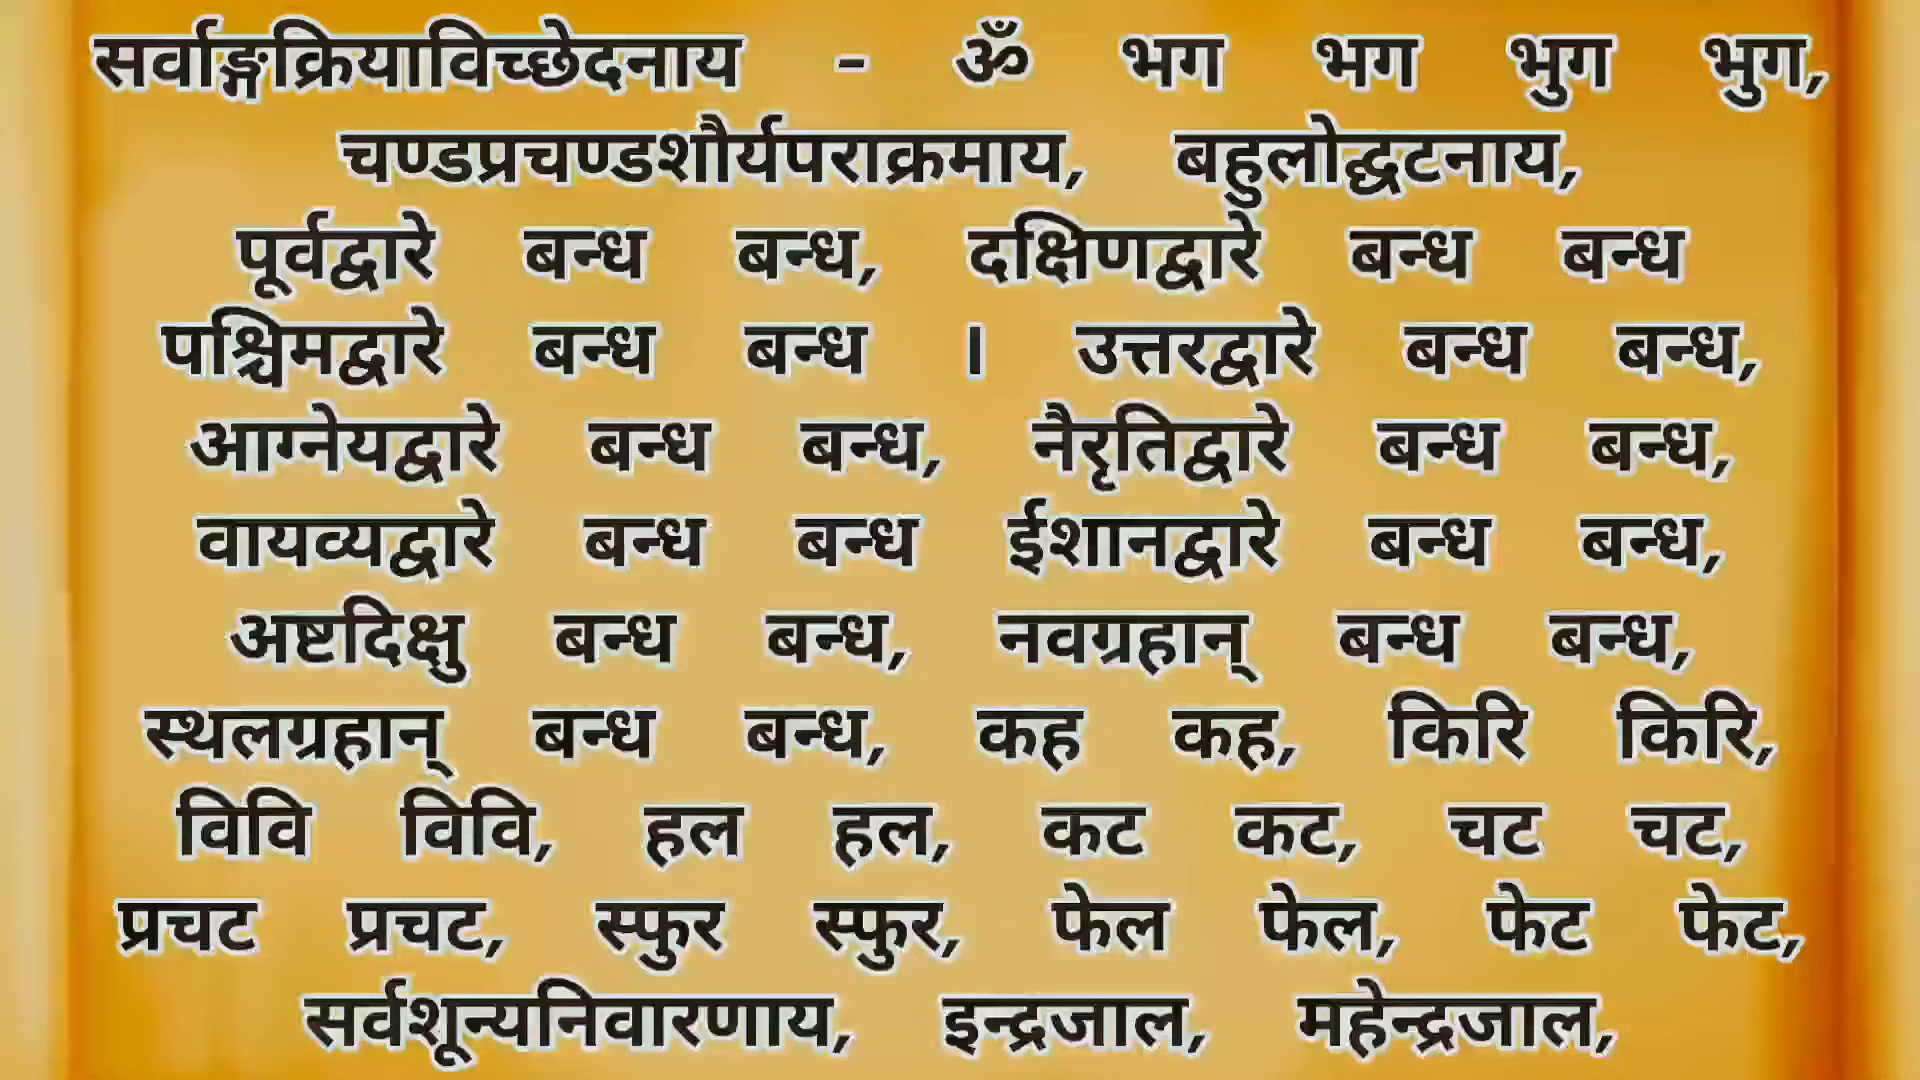 सर्वाङ्गक्रियाविच्छेदनाय - ॐ भग भग भुग भुग,
चण्डप्रचण्डशौर्यपराक्रमाय, बहुलोद्धटनाय,
पूर्वद्वारे बन्ध बन्ध, दक्षिणद्वारे बन्ध बन्ध
पश्चिमद्वारे बन्ध बन्ध । उत्तरद्वारे बन्ध बन्ध,
आग्नेयद्वारे बन्ध बन्ध, नैरृतिद्वारे बन्ध बन्ध,
वायव्यद्वारे बन्ध बन्ध ईशानद्वारे बन्ध बन्ध,
अष्टदिक्षु बन्ध बन्ध, नवग्रहान् बन्ध बन्ध,
स्थलग्रहान् बन्ध बन्ध, कह कह, किरि किरि,
विवि विवि, हल हल, कट कट, चट चट,
प्रचट प्रचट, स्फुर स्फुर, फेल फेल, फेट फेट,
सर्वशून्यनिवारणाय, इन्द्रजाल, महेन्द्रजाल,